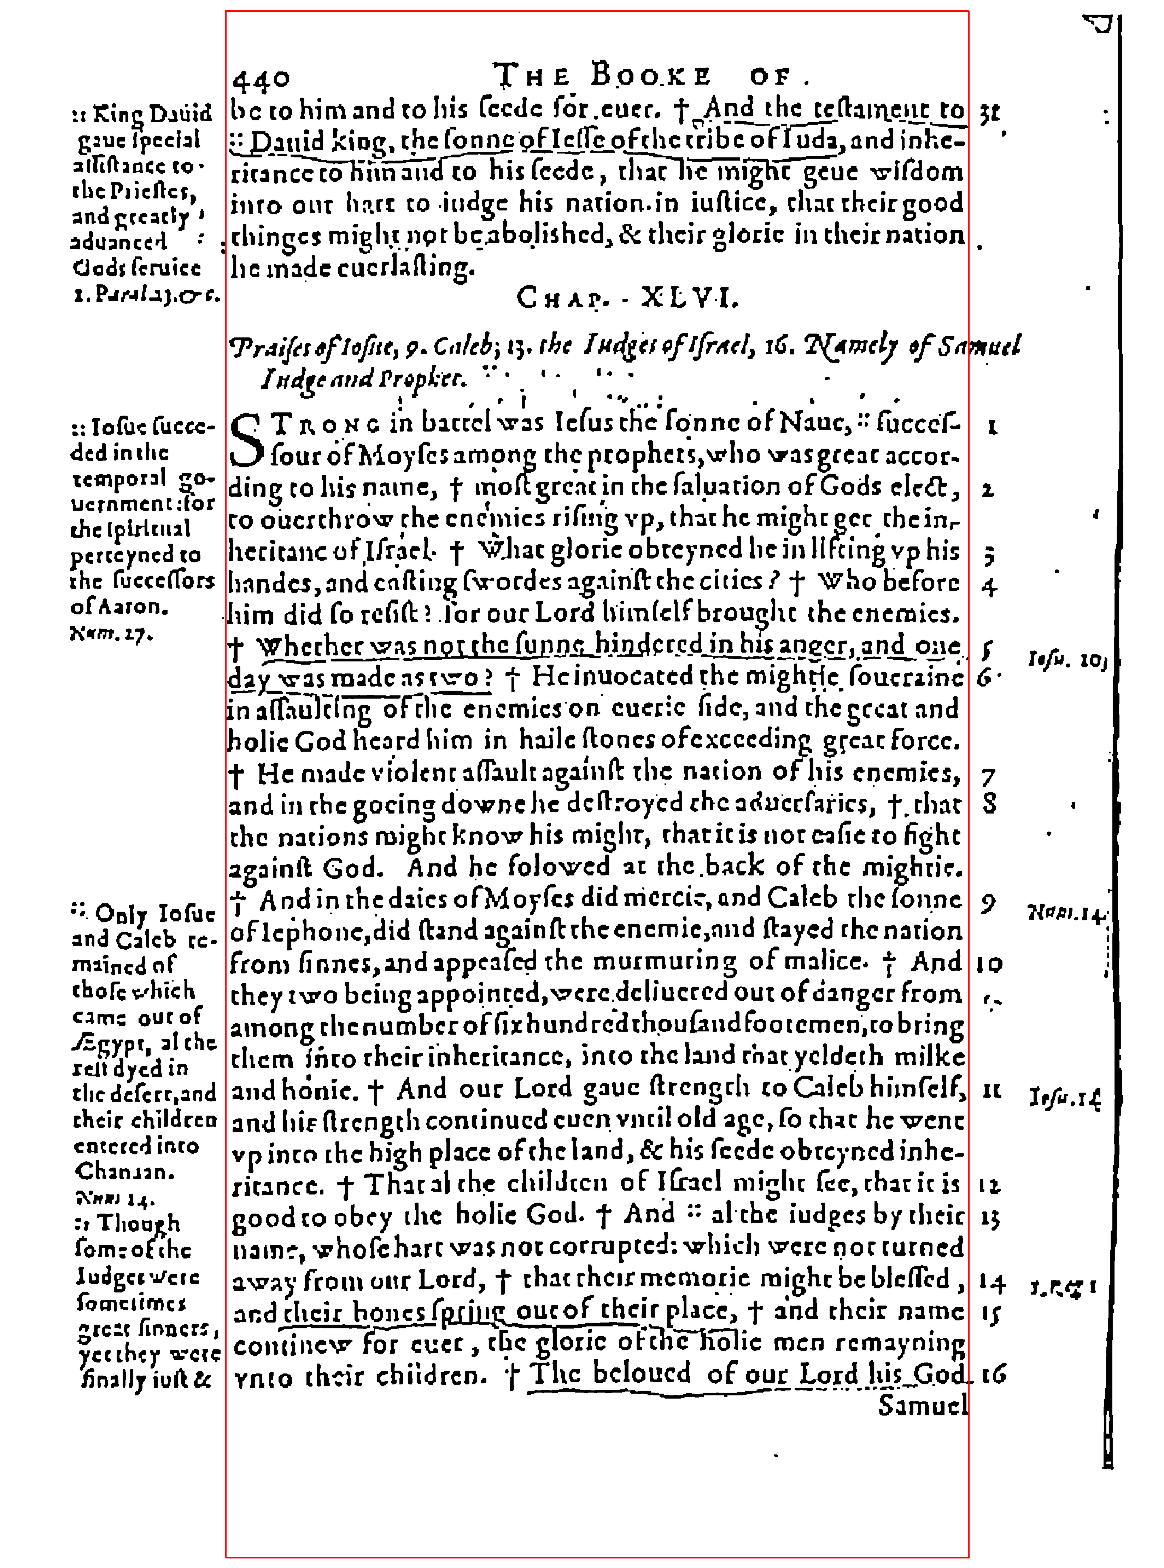 440 THE BOOKE OF.
be to him and to his ſeede for euer. † And the teſtament to 31
:: Dauid king, the ſonne of Ieſſe of the tribe of Iuda, and inhe-
ritance to him and to his ſeede, that he might geue wiſdom
into our hart to iudge his nation in iuſtice, that their good
thinges might not be aboliſhed, & their glorie in their nation
he made euerlaſting.
:: King Dauid
gaue ſpecial
aſſiſtance to
the Prieſtes,
and greatly
aduanced
Gods ſeruice
1. Paral 23. &c.
CHAP. XLVI.
Praiſes of Ioſue, 9. Caleb; 13. the Iudges of Iſrael, 16. Namely of Samuel
Iudge and Prophet.
STRONG in battel was Ieſus the ſonne of Naue, :: ſucceſ- 1
ſour of Moyſes among the prophets, who was great accor-
ding to his name, † moſt great in the ſaluation of Gods elect, 2
to ouerthrow the enemies riſing vp, that he might get the in-
heritanc of Iſrael. † What glorie obteyned he in lifting vp his 3
handes, and caſting ſwordes againſt the cities? † Who before 4
him did ſo reſiſt? For our Lord himſelf brought the enemies.
† Whether was not the ſunne hindered in his anger, and one 5
day was made as two? † He inuocated the mightie ſoueraine 6
in aſſaulting of the enemies on euerie ſide, and the great and
holie God heard him in haile ſtones of exceeding great force.
† He made violent aſſault againſt the nation of his enemies, 7
and in the goeing downe he deſtroyed the aduerſaries, † that 8
the nations might know his might, that it is not eaſie to fight
againſt God. And he folowed at the back of the mightie.
† And in the daies of Moyſes did mercie, and Caleb the ſonne 9
of Iephone, did ſtand againſt the enemie, and ſtayed the nation
from ſinnes, and appeaſed the murmuring of malice. † And 10
they two being appointed, were deliuered out of danger from
among the number of ſix hundred thouſand footemen, to bring
them into their inheritance, into the land that yeldeth milke
and honie. † And our Lord gaue ſtrength to Caleb himſelf, 11
and his ſtrength continued euen vntil old age, ſo that he went
vp into the high place of the land, & his ſeede obteyned inhe-
ritance. † That al the children of Iſrael might ſee, that it is 12
good to obey the holie God. † And :: al the iudges by their 13
name, whoſe hart was not corrupted: which were not turned
away from our Lord, † that their memorie might be bleſſed, 14
and their bones ſpring out of their place, † and their name 15
continew for euer, the glorie of the holie men remayning
vnto their children. † The beloued of our Lord his God 16
Samuel
:: Ioſue ſucce-
ded in the
temporal go-
uernment: for
the ſpiritual
perteyned to
the ſucceſſors
of Aaron.
Num. 27.
:: Only Ioſue
and Caleb re-
mained of
thoſe which
came out of
Ægypt, al the
reſt dyed in
the deſert, and
their children
entered into
Chanaan.
Num 14.
:: Though
ſome of the
Iudges were
ſometimes
great ſinners,
yet they were
finally iuſt &
Ioſu. 10,
Num. 14.
Ioſu. 14
1. Reg 1